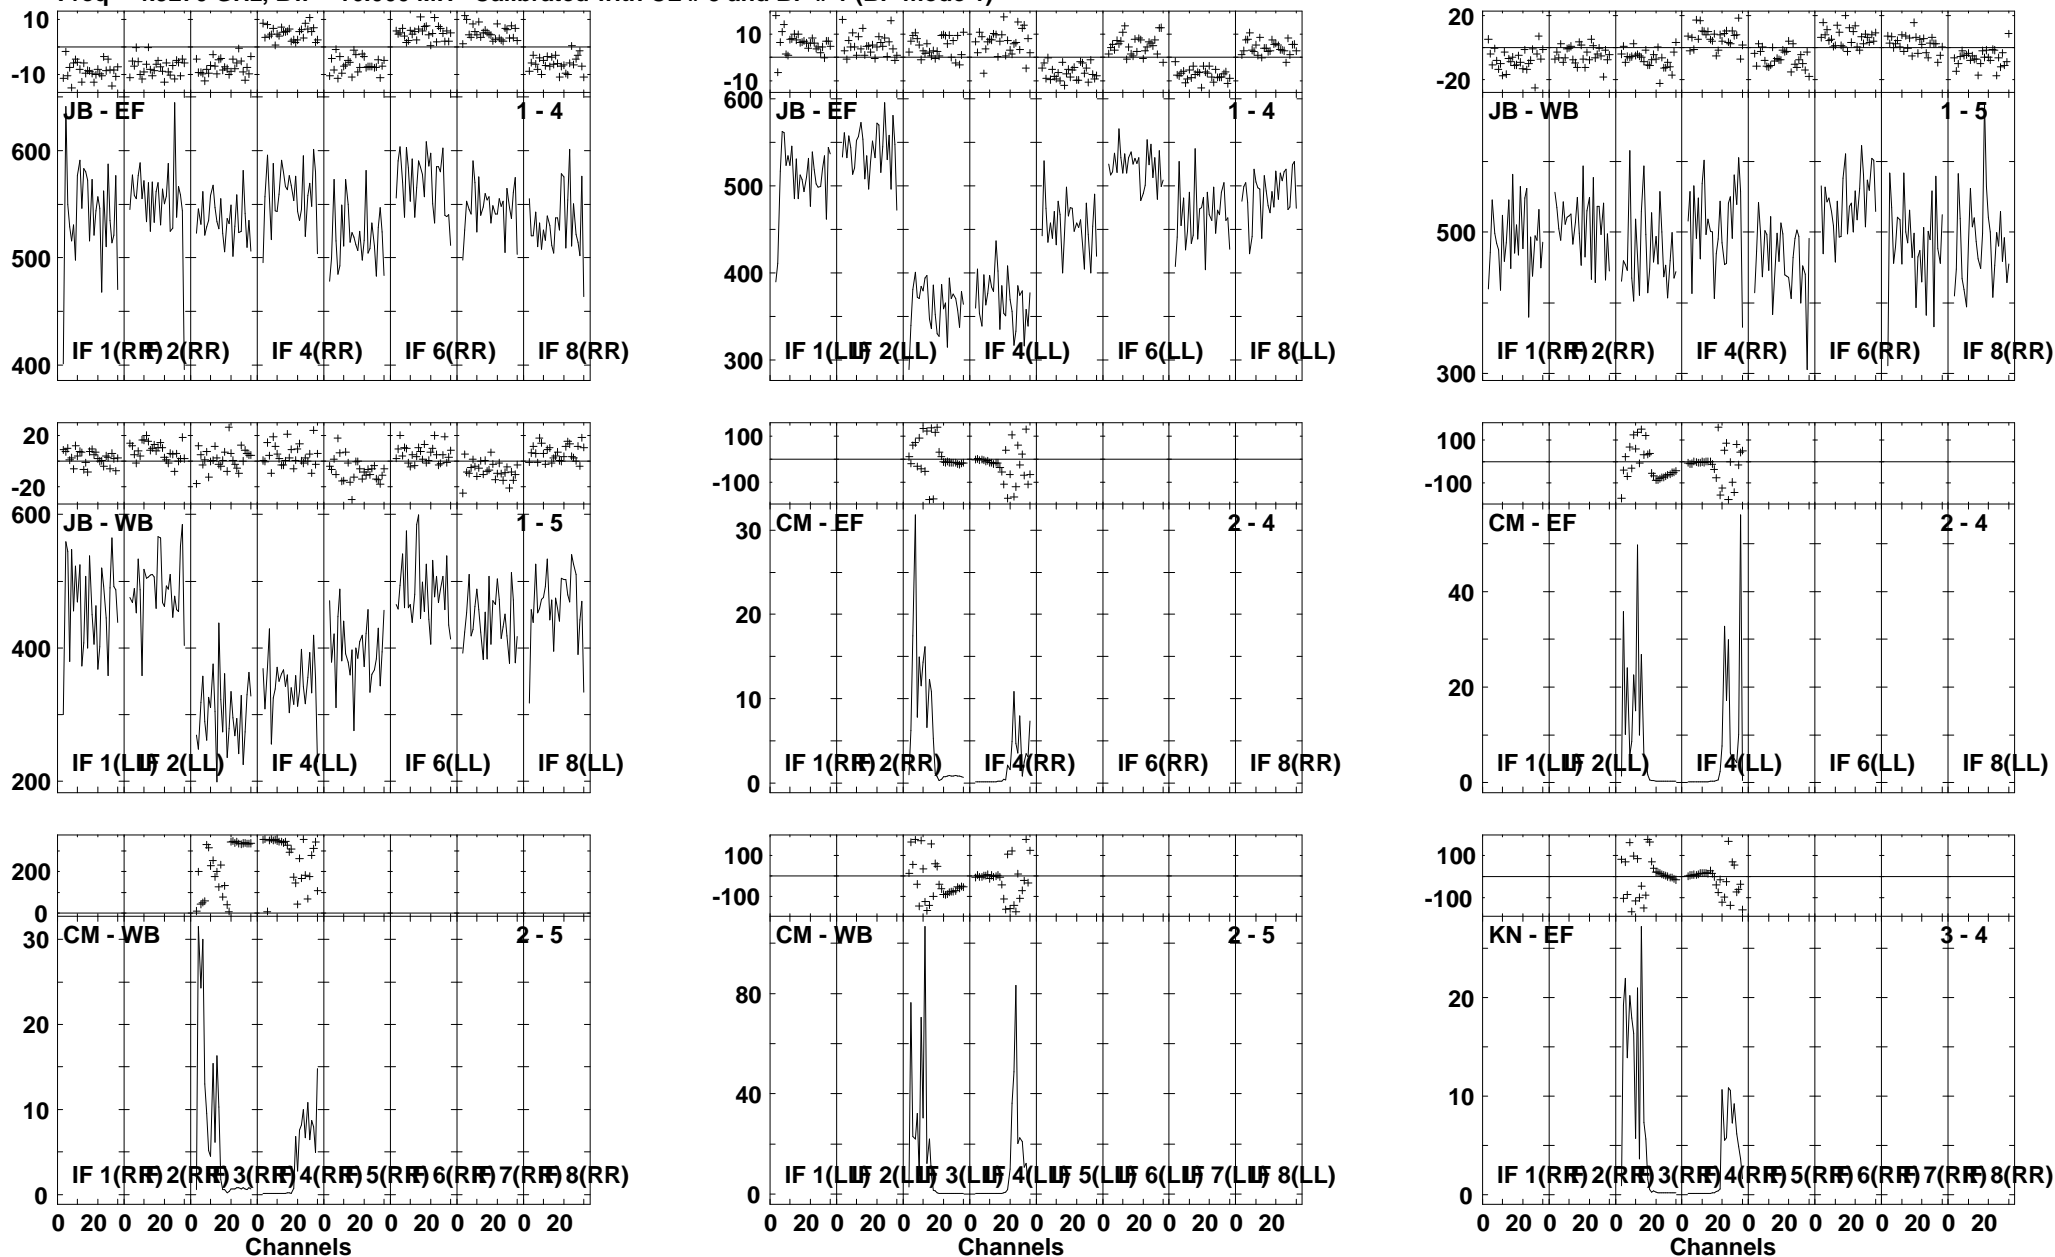 10
-10
JB - EF 1 - 4
600
500
400
IF 1(RR) IF 2(RR) IF 4(RR) IF 6(RR) IF 8(RR)
10
-10
600
JB - EF 1 - 4
500
400
300
IF 1(LL) IF 2(LL) IF 4(LL) IF 6(LL) IF 8(LL)
20
-20
JB - WB 1 - 5
500
300
IF 1(RR) IF 2(RR) IF 4(RR) IF 6(RR) IF 8(RR)
20
-20
600
JB - WB 1 - 5
400
200
IF 1(LL) IF 2(LL) IF 4(LL) IF 6(LL) IF 8(LL)
100
-100
CM - EF 2 - 4
30
20
10
0
IF 1(RR) IF 2(RR) IF 4(RR) IF 6(RR) IF 8(RR)
100
-100
CM - EF 2 - 4
40
20
0
IF 1(LL) IF 2(LL) IF 4(LL) IF 6(LL) IF 8(LL)
200
0
CM - WB 2 - 5
30
20
10
0
IF 1(RR) IF 2(RR) IF 3(RR) IF 4(RR) IF 5(RR) IF 6(RR) IF 7(RR) IF 8(RR)
0 20 0 20 0 20 0 20 0 20 0 20 0 20 0 20
Channels
100
-100
CM - WB 2 - 5
80
40
0
IF 1(LL) IF 2(LL) IF 3(LL) IF 4(LL) IF 5(LL) IF 6(LL) IF 7(LL) IF 8(LL)
0 20 0 20 0 20 0 20 0 20 0 20 0 20 0 20
Channels
100
-100
KN - EF 3 - 4
20
10
0
IF 1(RR) IF 2(RR) IF 3(RR) IF 4(RR) IF 5(RR) IF 6(RR) IF 7(RR) IF 8(RR)
0 20 0 20 0 20 0 20 0 20 0 20 0 20 0 20
Channels